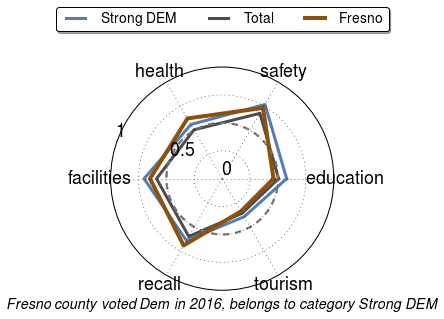 Strong DEM Total Fresno
health safety
1
0.5
0
facilities education
recall tourism
Fresno county voted Dem in 2016, belongs to category Strong DEM